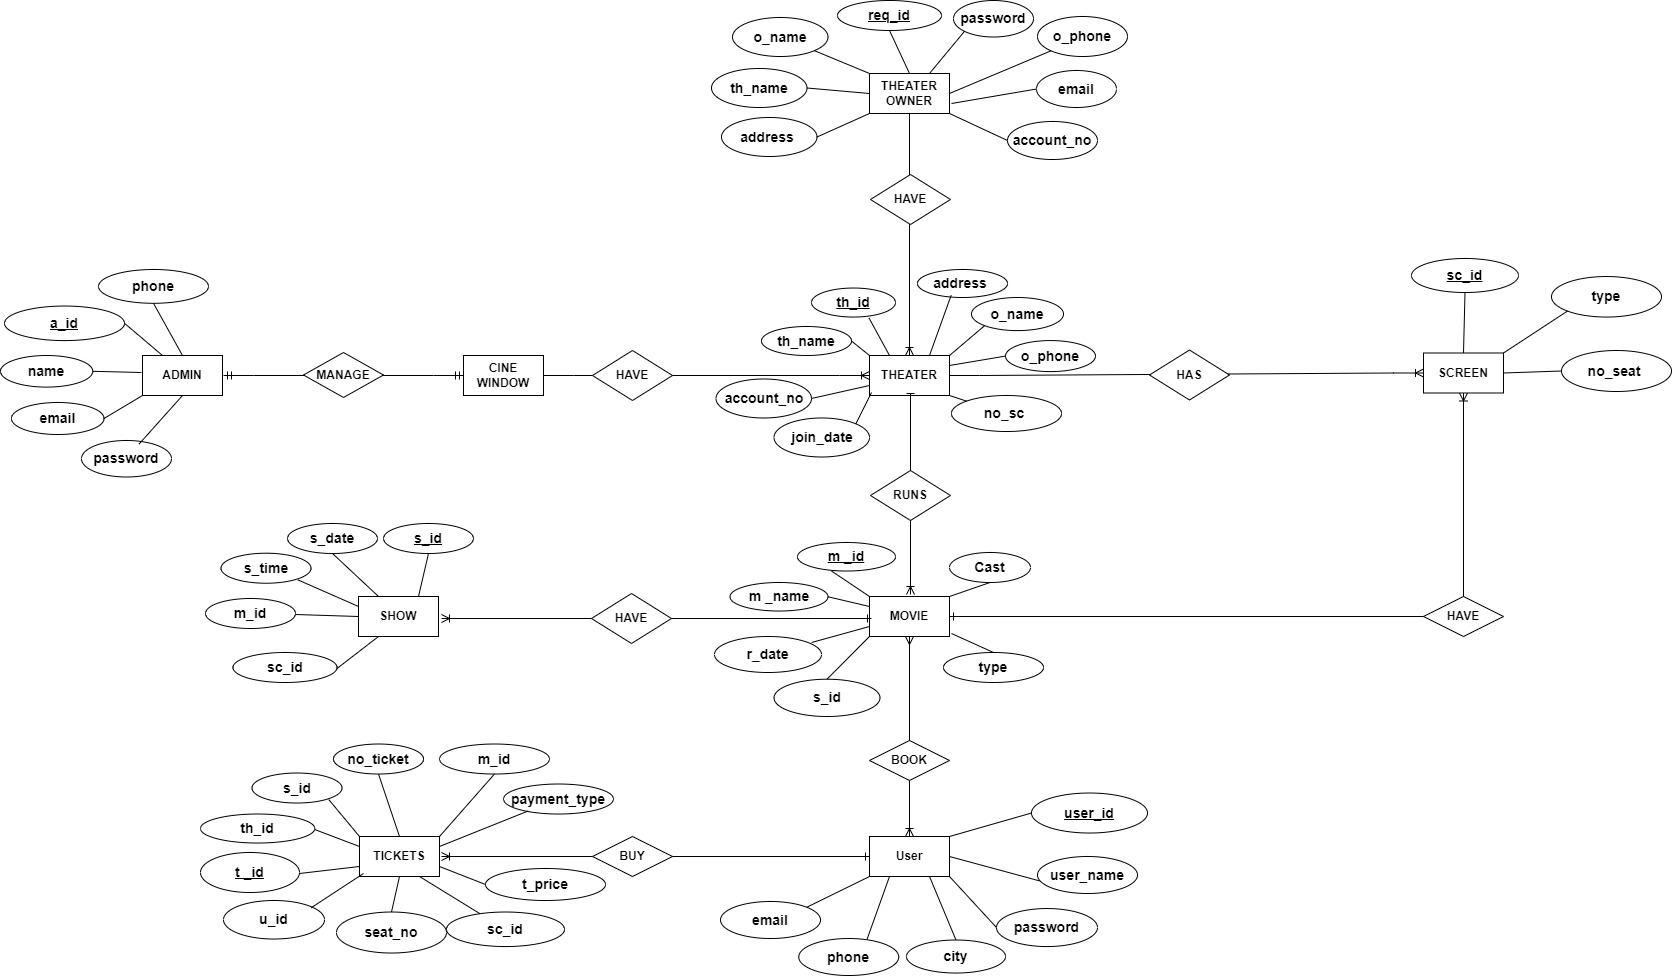 req_id
password
o_name
o_phone
THEATER
OWNER
th_name
email
address
account_no
HAVE
phone
a_id
name
ADMIN
email
password
MANAGE
CINE
WINDOW
HAVE
th_id
address
o_name
th_name
o_phone
THEATER
account_no
no_sc
join_date
HAS
sc_id
type
SCREEN
no_seat
RUNS
s_date
s_id
s_time
m_id
SHOW
sc_id
HAVE
m _id
Cast
m _name
MOVIE
r_date
type
s_id
HAVE
BOOK
no_ticket
m_id
s_id
payment_type
th_id
TICKETS
t _id
t_price
u_id
seat_no
sc_id
BUY
user_id
User
user_name
email
password
phone
city